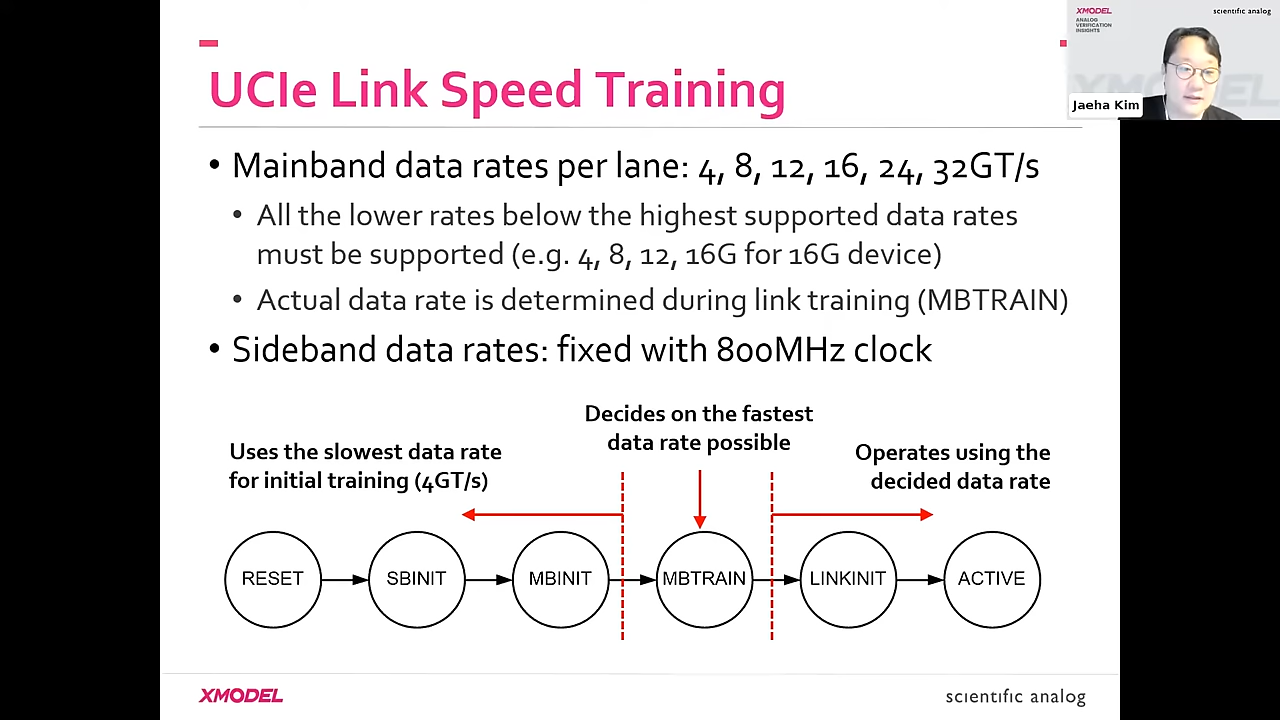 XMODEL
ANALOG
VERIFICATION
INSIGHTS
scientific analog
XMODEL
Jaeha Kim
UCIe Link Speed Training
• Mainband data rates per lane: 4, 8, 12, 16, 24, 32GT/s
• All the lower rates below the highest supported data rates
must be supported (e.g. 4, 8, 12, 16G for 16G device)
• Actual data rate is determined during link training (MBTRAIN)
• Sideband data rates: fixed with 800MHz clock
Uses the slowest data rate
for initial training (4GT/s)
Decides on the fastest
data rate possible
Operates using the
decided data rate
RESET
SBINIT
MBINIT
MBTRAIN
LINKINIT
ACTIVE
XMODEL
scientific analog